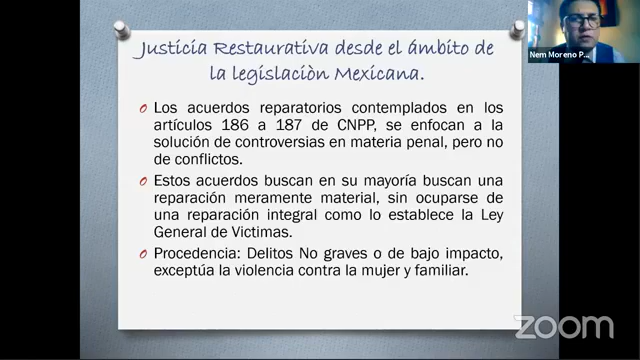 Justicia Restaurativa desde el ámbito de
la legislaciòn Mexicana.
Los acuerdos reparatorios contemplados en los
artículos 186 a 187 de CNPP, se enfocan a la
solución de controversias en materia penal, pero no
de conflictos.
Estos acuerdos buscan en su mayoría buscan una
reparación meramente material, sin ocuparse de
una reparación integral como lo establece la Ley
General de Victimas.
Procedencia: Delitos No graves o de bajo impacto,
exceptúa la violencia contra la mujer y familiar.
Nem Moreno P...
zoom